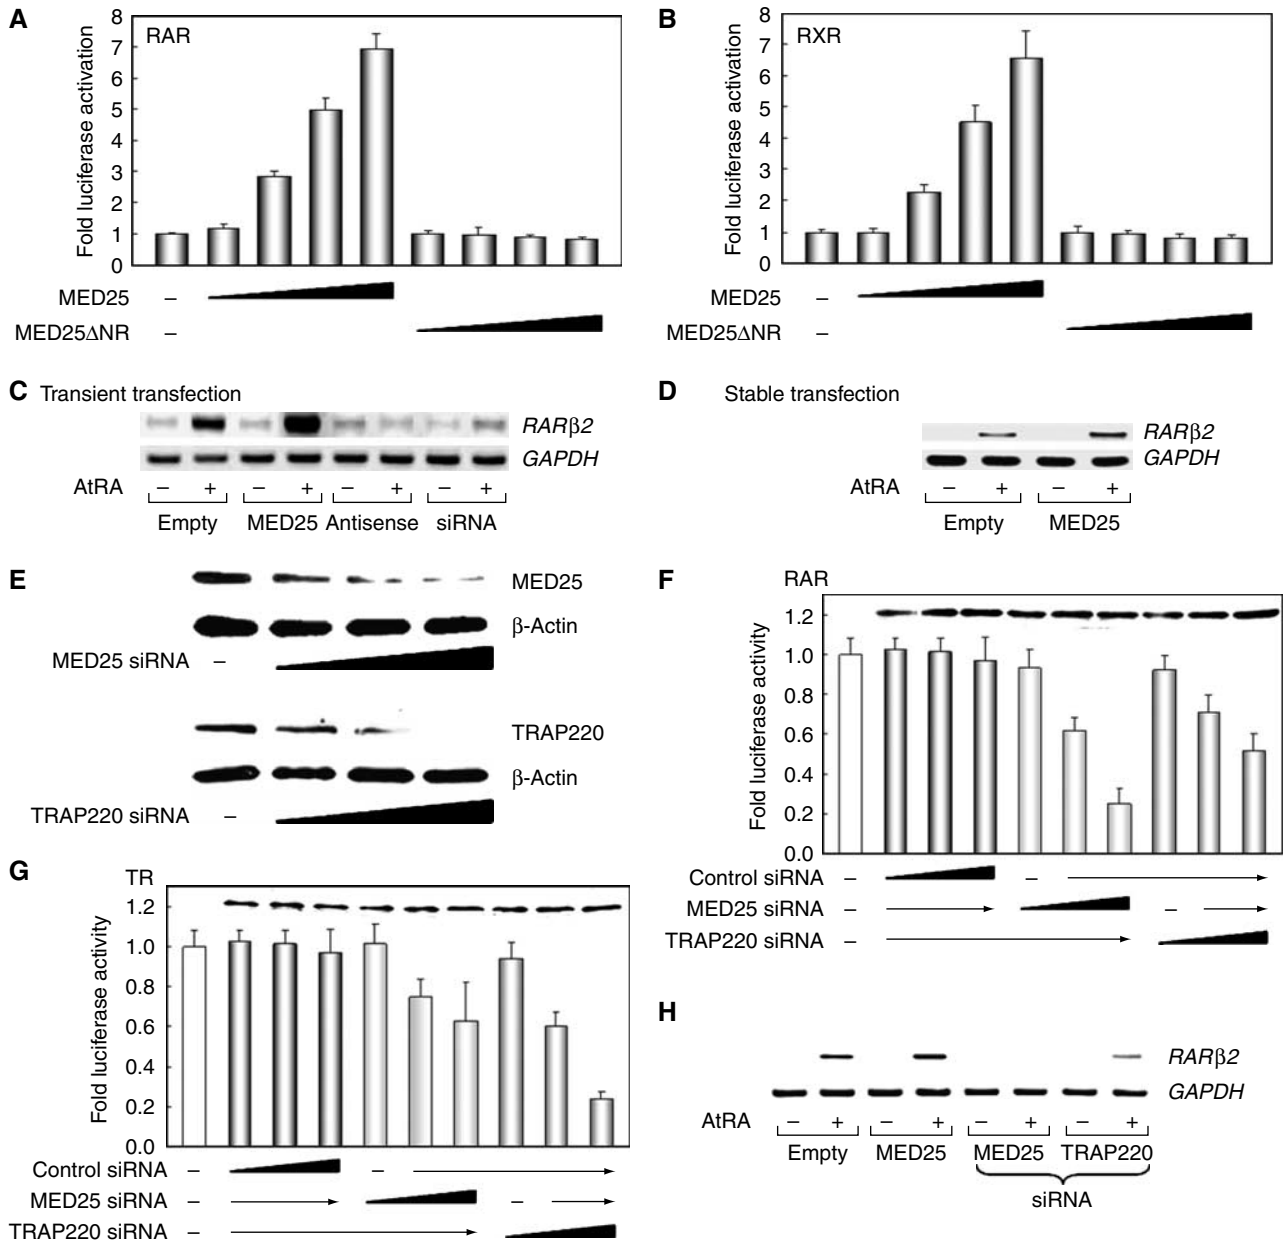 A
RAR
Fold luciferase activation
8
7
6
5
4
3
2
1
0
MED25 –
MED25ΔNR –
B
RXR
Fold luciferase activation
8
7
6
5
4
3
2
1
0
MED25 –
MED25ΔNR –
C Transient transfection
RARβ2
GAPDH
AtRA – + – + – + – +
Empty MED25 Antisense siRNA
D Stable transfection
RARβ2
GAPDH
AtRA – + – +
Empty MED25
E
MED25
β-Actin
MED25 siRNA –
TRAP220
β-Actin
TRAP220 siRNA –
F
RAR
Fold luciferase activity
1.2
1.0
0.8
0.6
0.4
0.2
0.0
Control siRNA – –
MED25 siRNA – –
TRAP220 siRNA –
G
TR
Fold luciferase activity
1.2
1.0
0.8
0.6
0.4
0.2
0.0
Control siRNA – –
MED25 siRNA – –
TRAP220 siRNA –
H
RARβ2
GAPDH
AtRA – + – + – + – +
Empty MED25 MED25 TRAP220
siRNA